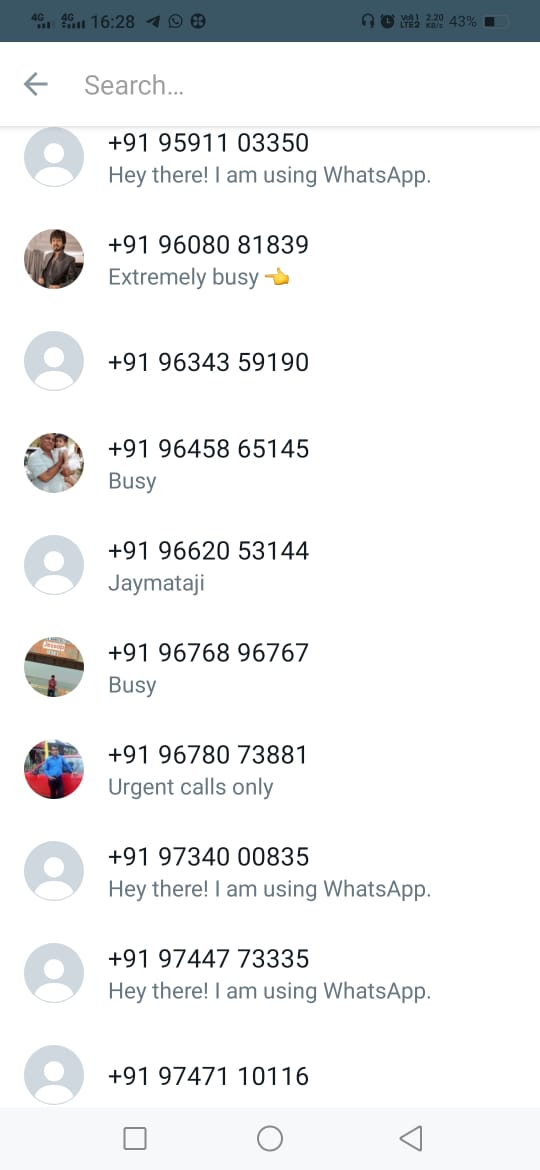 4G 4G 16:28 2.20 KB/s 43%
Search...
+91 95911 03350
Hey there! I am using WhatsApp.
+91 96080 81839
Extremely busy 👈
+91 96343 59190
+91 96458 65145
Busy
+91 96620 53144
Jaymataji
+91 96768 96767
Busy
+91 96780 73881
Urgent calls only
+91 97340 00835
Hey there! I am using WhatsApp.
+91 97447 73335
Hey there! I am using WhatsApp.
+91 97471 10116